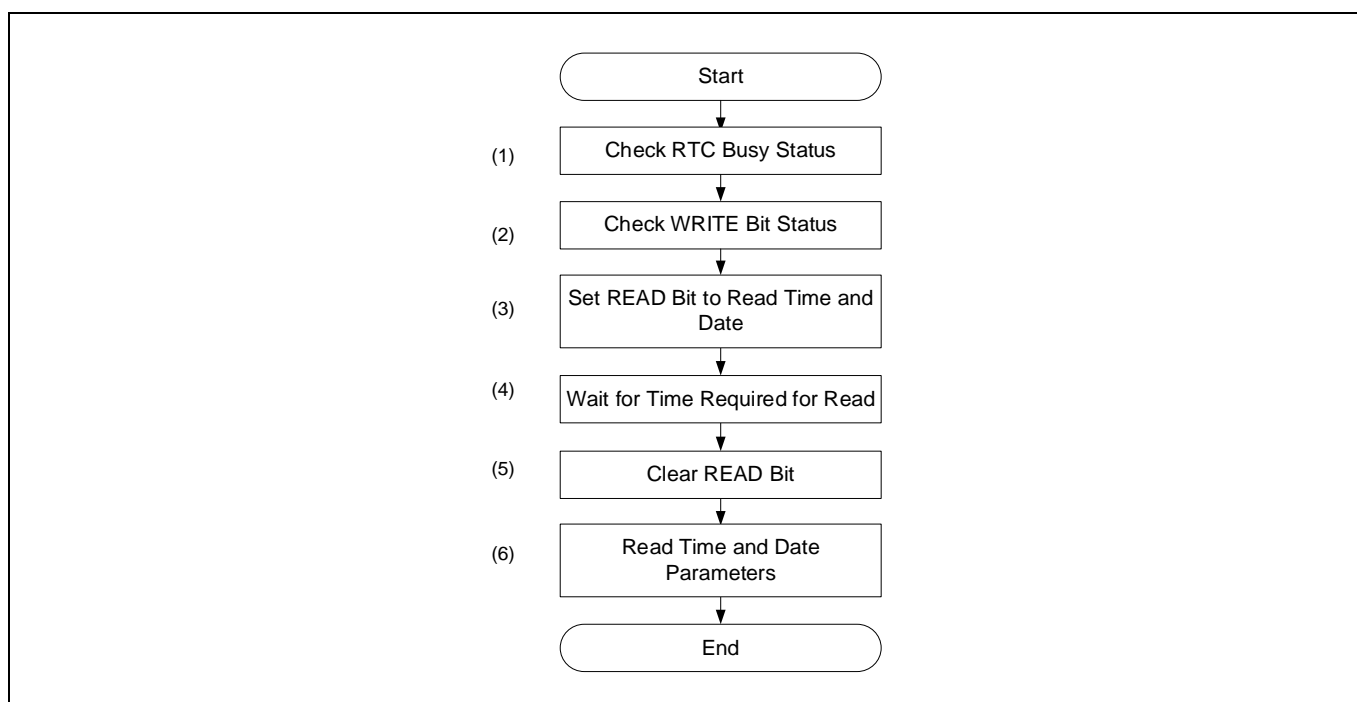 Start
(1)
Check RTC Busy Status
(2)
Check WRITE Bit Status
(3)
Set READ Bit to Read Time and
Date
(4)
Wait for Time Required for Read
(5)
Clear READ Bit
(6)
Read Time and Date
Parameters
End